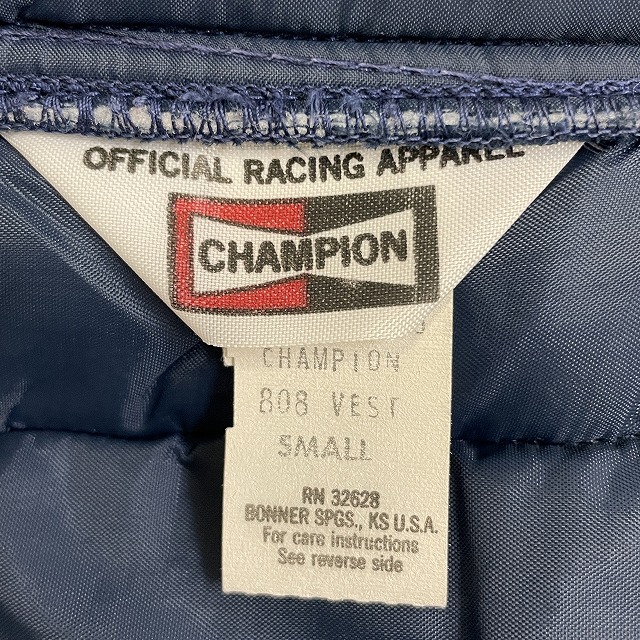 OFFICIAL RACING APPAREL
CHAMPION
CHAMPION
808 VEST
SMALL
RN 32628
BONNER SPGS., KS U.S.A.
For care instructions
See reverse side